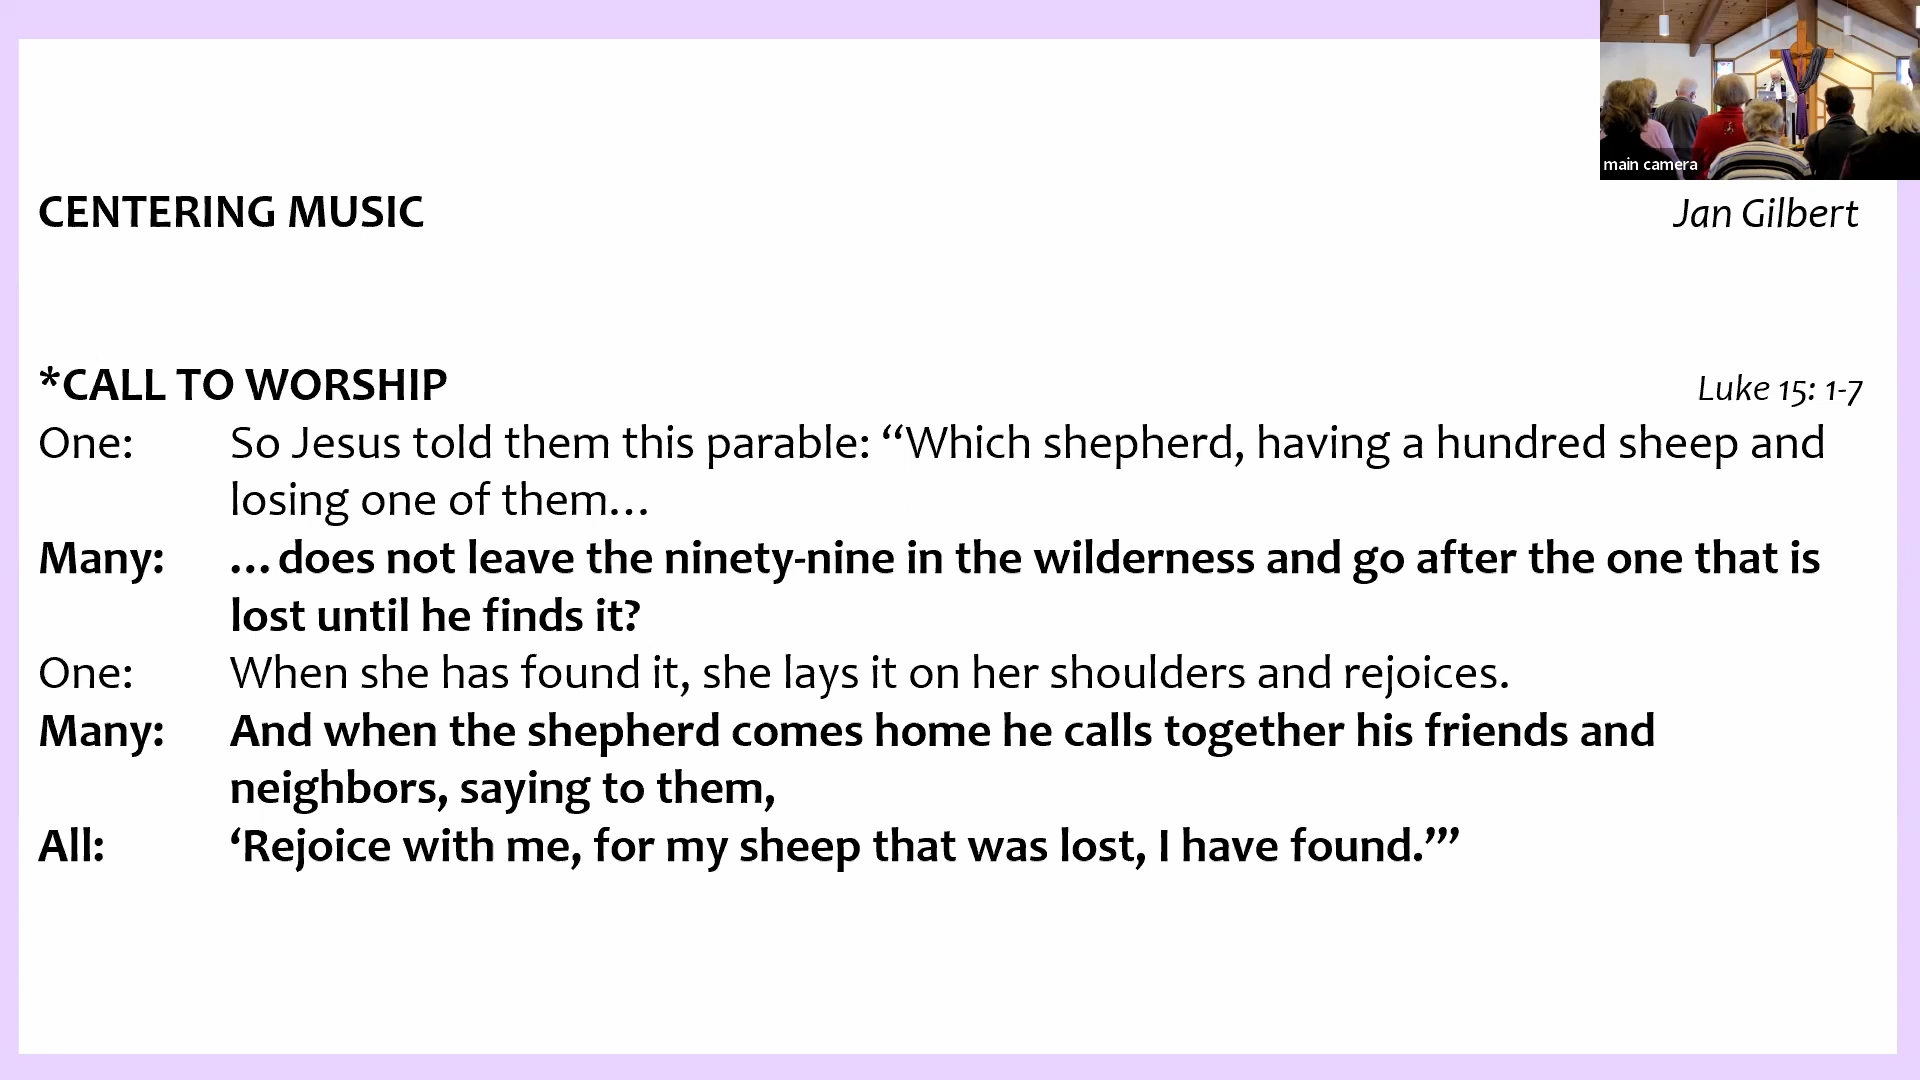 main camera
CENTERING MUSIC Jan Gilbert
*CALL TO WORSHIP Luke 15: 1-7
One: So Jesus told them this parable: “Which shepherd, having a hundred sheep and
losing one of them…
Many: …does not leave the ninety-nine in the wilderness and go after the one that is
lost until he finds it?
One: When she has found it, she lays it on her shoulders and rejoices.
Many: And when the shepherd comes home he calls together his friends and
neighbors, saying to them,
All: ‘Rejoice with me, for my sheep that was lost, I have found.’”